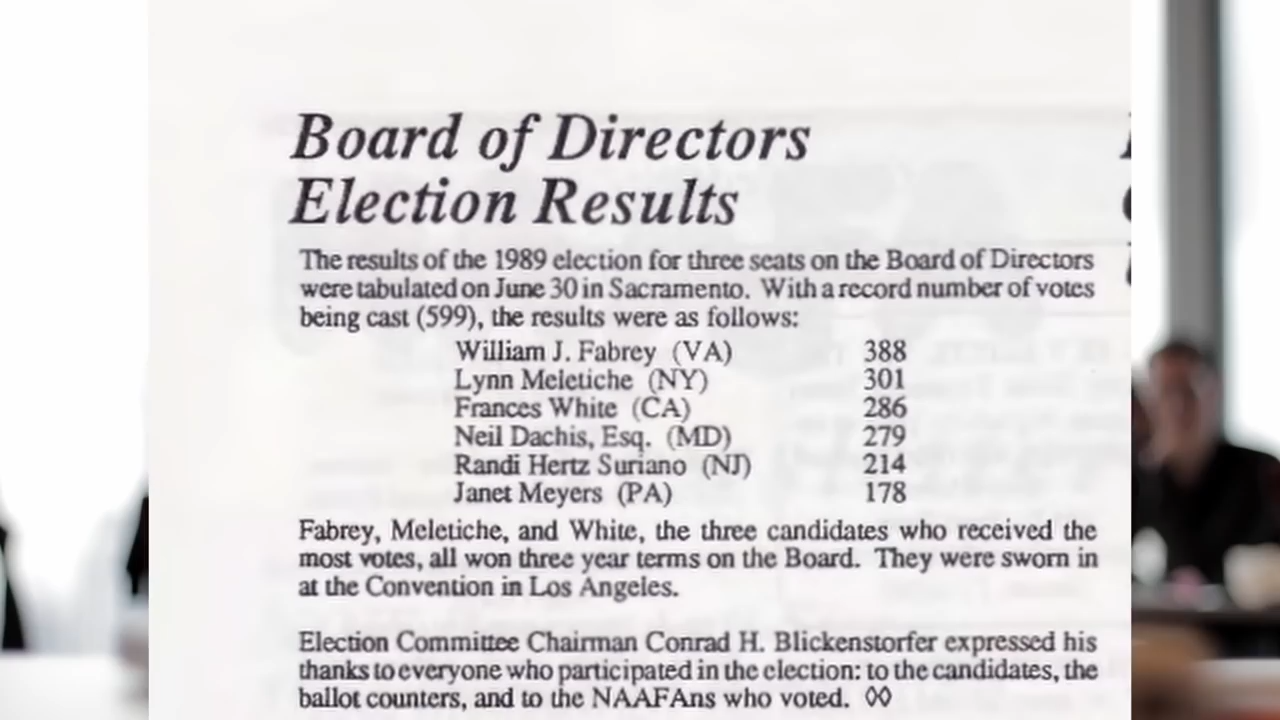 Board of Directors
Election Results
The results of the 1989 election for three seats on the Board of Directors
were tabulated on June 30 in Sacramento. With a record number of votes
being cast (599), the results were as follows:
William J. Fabrey (VA) 388
Lynn Meletiche (NY) 301
Frances White (CA) 286
Neil Dachis, Esq. (MD) 279
Randi Hertz Suriano (NJ) 214
Janet Meyers (PA) 178
Fabrey, Meletiche, and White, the three candidates who received the
most votes, all won three year terms on the Board. They were sworn in
at the Convention in Los Angeles.
Election Committee Chairman Conrad H. Blickenstorfer expressed his
thanks to everyone who participated in the election: to the candidates, the
ballot counters, and to the NAAFAns who voted. ◊◊